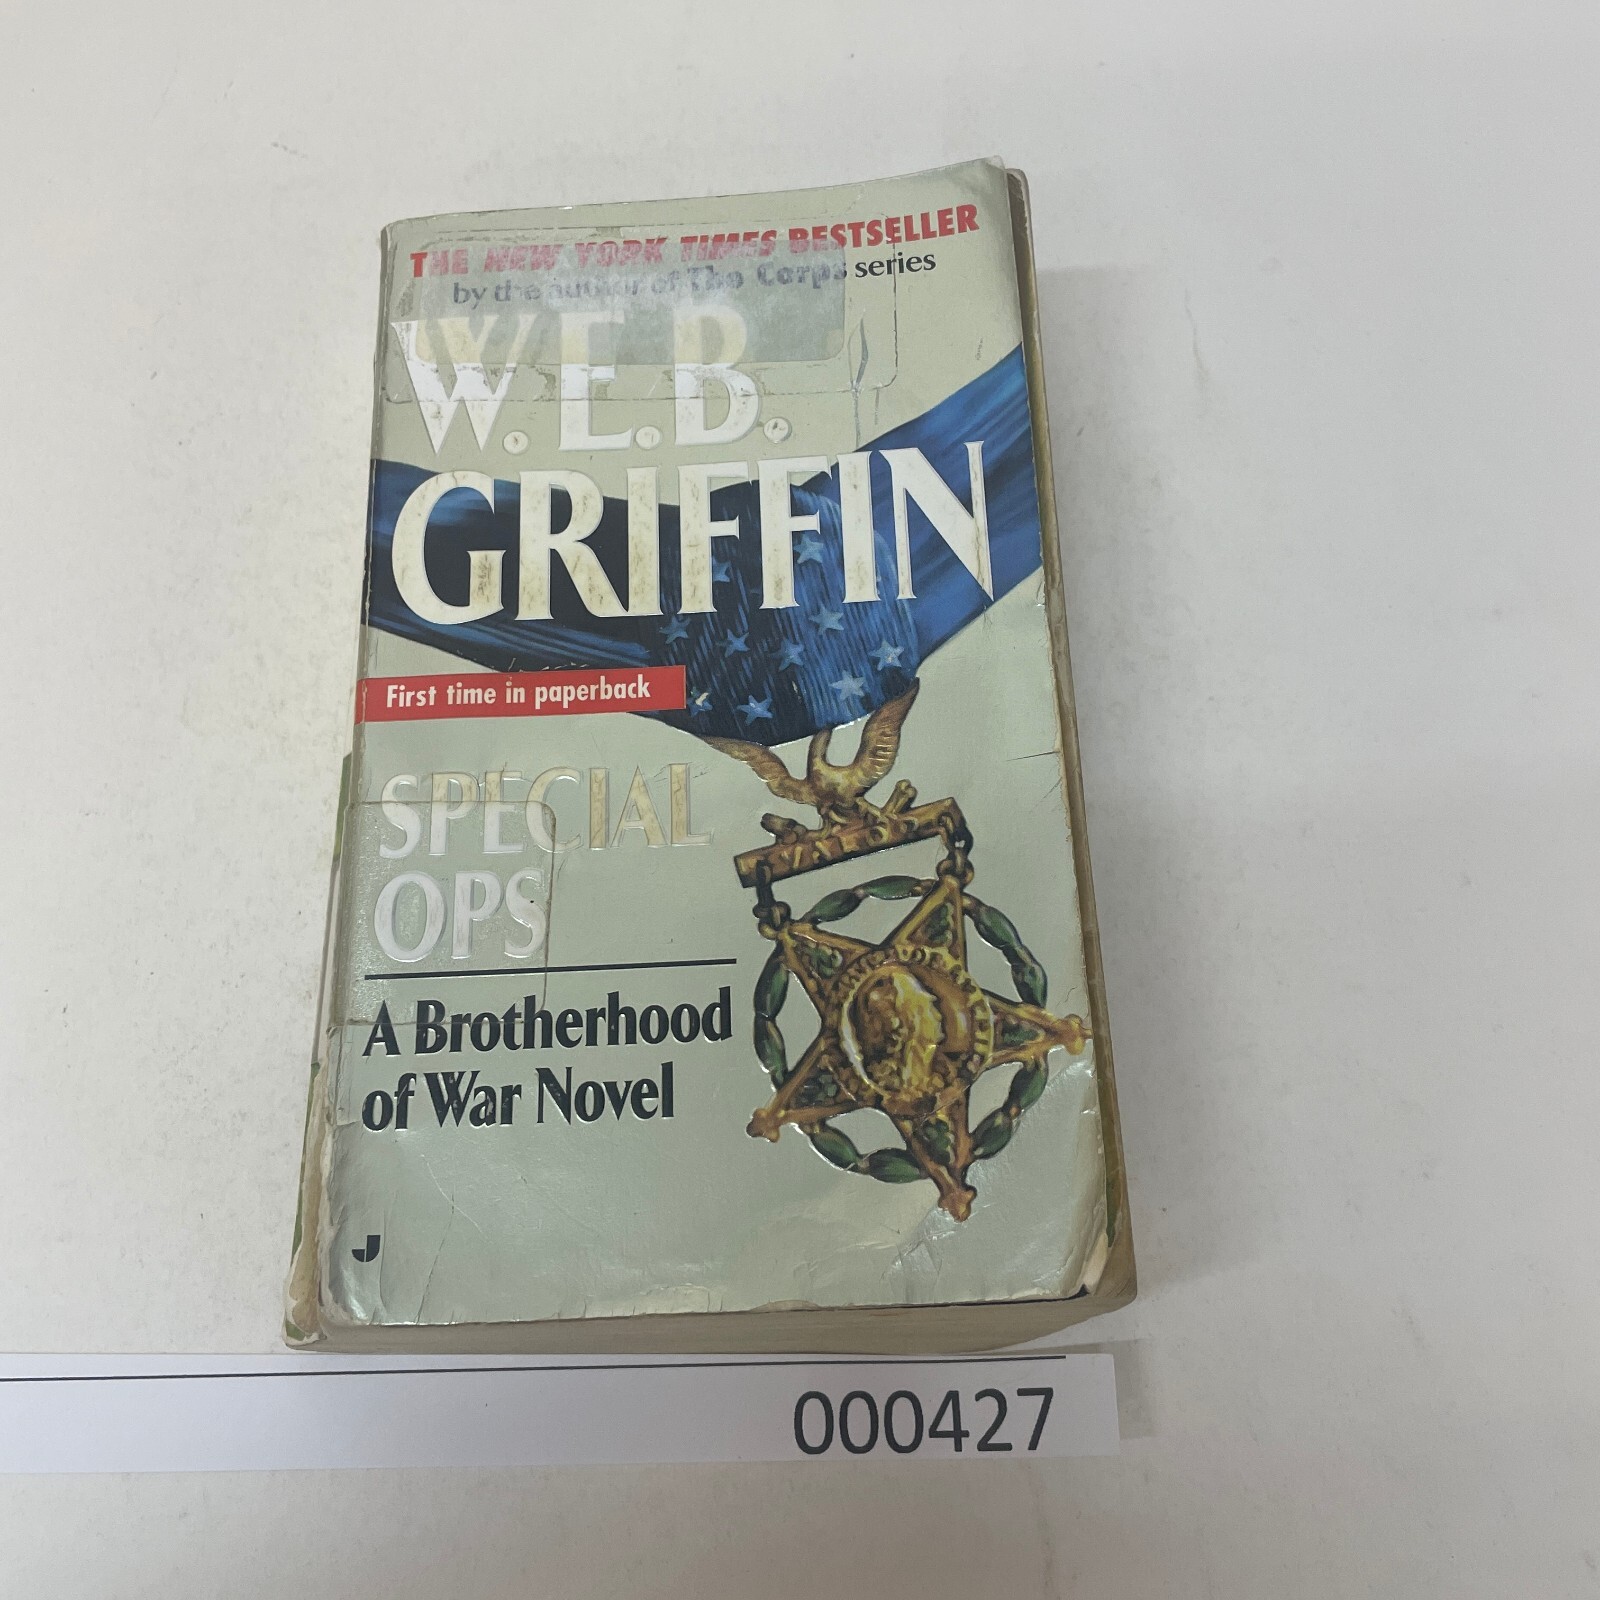 THE NEW YORK TIMES BESTSELLER
by the author of The Corps series
W.E.B.
GRIFFIN
First time in paperback
SPECIAL
OPS
A Brotherhood
of War Novel
VALOR
J
000427